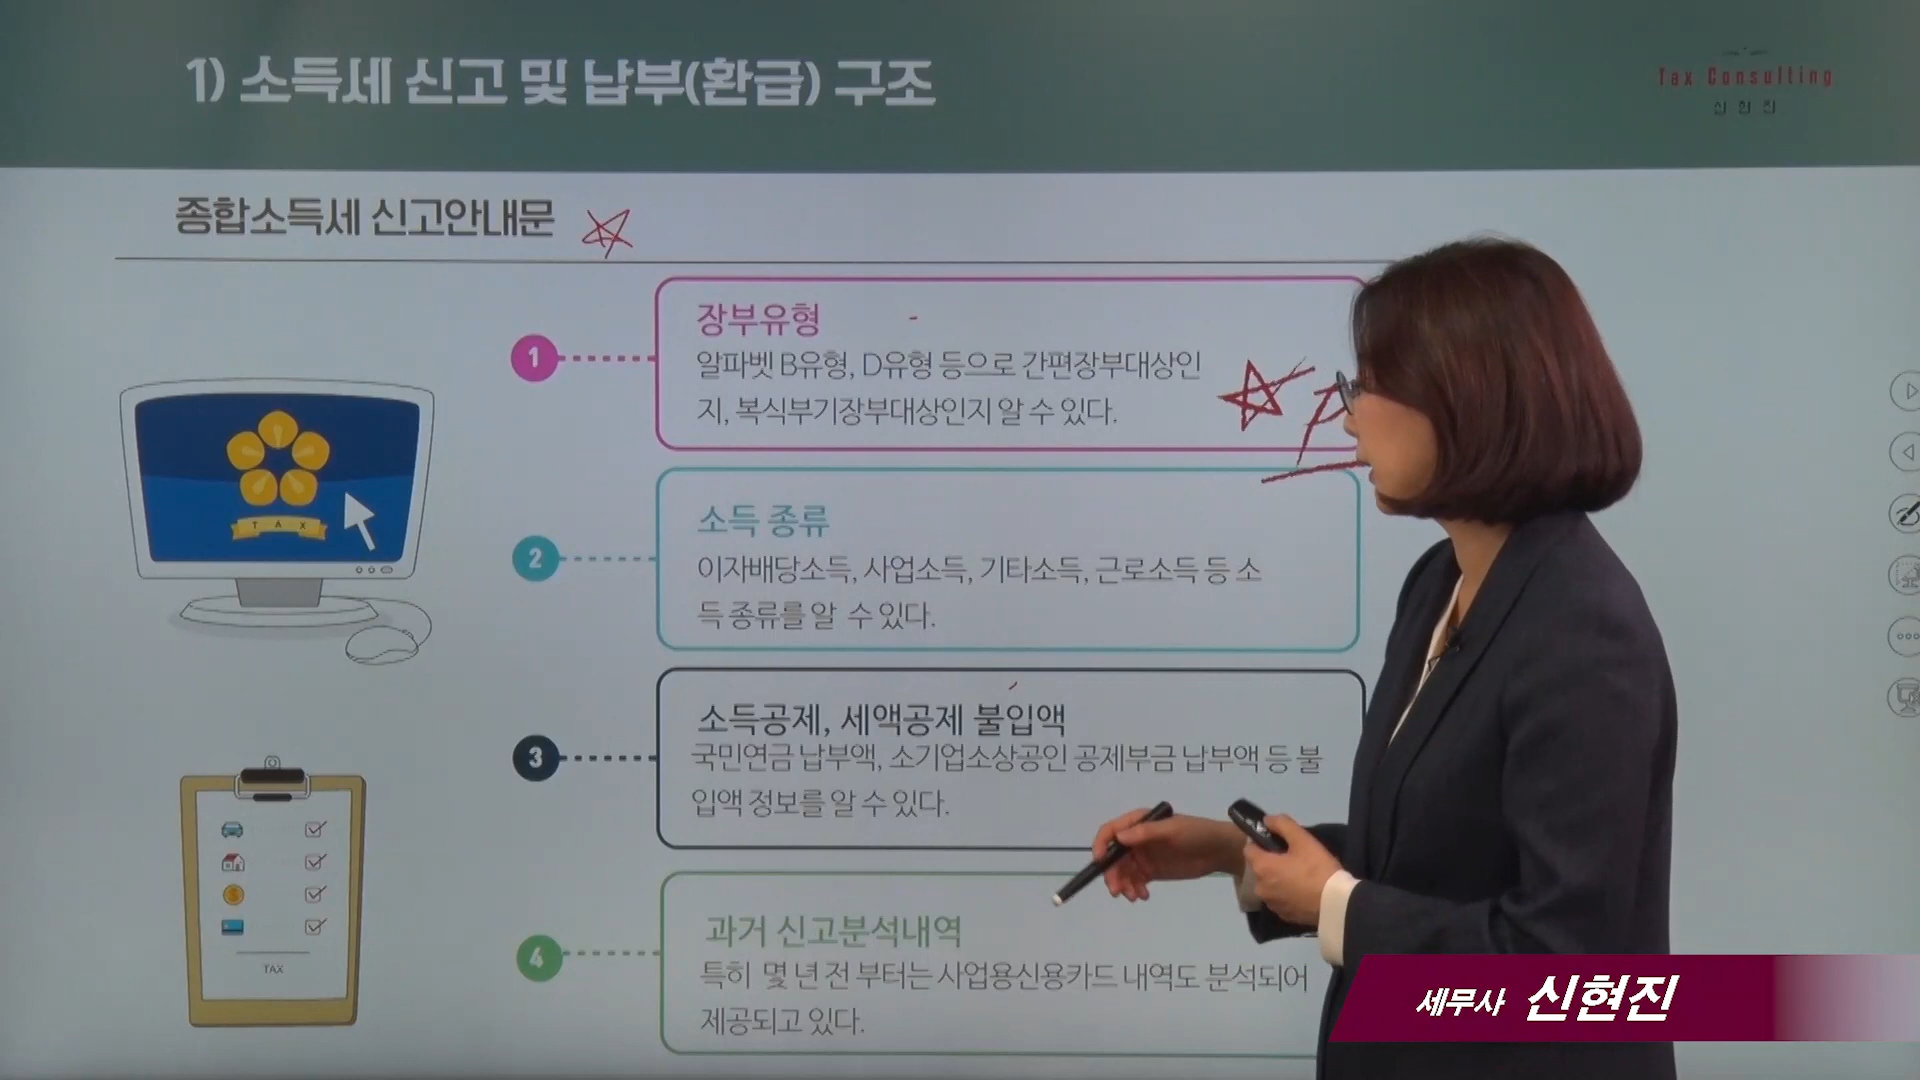 1) 소득세 신고 및 납부(환급) 구조
Tax Consulting
신현진
종합소득세 신고안내문
1
장부유형
알파벳 B유형, D유형 등으로 간편장부대상인
지, 복식부기장부대상인지 알 수 있다.
TAX
2
소득 종류
이자배당소득, 사업소득, 기타소득, 근로소득 등 소
득 종류를 알 수 있다.
3
소득공제, 세액공제 불입액
국민연금 납부액, 소기업소상공인 공제부금 납부액 등 불
입액 정보를 알 수 있다.
4
과거 신고분석내역
특히 몇 년 전 부터는 사업용신용카드 내역도 분석되어
제공되고 있다.
TAX
세무사 신현진